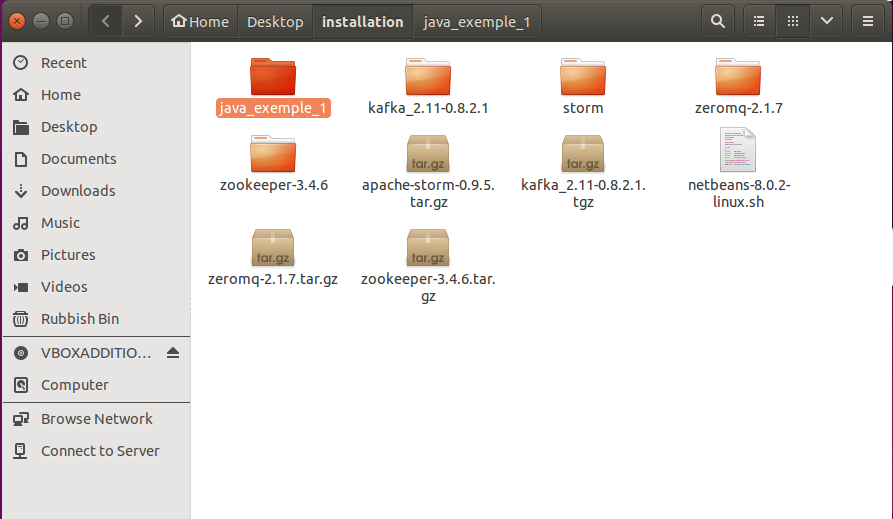 Home Desktop installation java_exemple_1
Recent
Home
Desktop
Documents
Downloads
Music
Pictures
Videos
Rubbish Bin
VBOXADDITIO...
Computer
Browse Network
Connect to Server
java_exemple_1
kafka_2.11-0.8.2.1
storm
zeromq-2.1.7
zookeeper-3.4.6
tar.gz
apache-storm-0.9.5.
tar.gz
tar.gz
kafka_2.11-0.8.2.1.
tgz
netbeans-8.0.2-
linux.sh
tar.gz
zeromq-2.1.7.tar.gz
tar.gz
zookeeper-3.4.6.tar.
gz